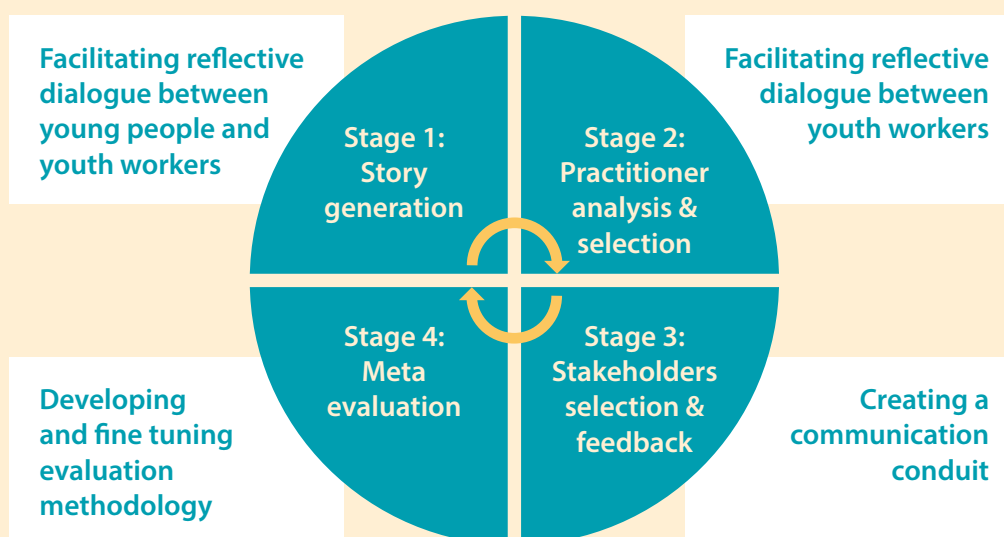 Facilitating reflective
dialogue between
young people and
youth workers
Stage 1:
Story
generation
Stage 2:
Practitioner
analysis &
selection
Facilitating reflective
dialogue between
youth workers
Stage 4:
Meta
evaluation
Stage 3:
Stakeholders
selection &
feedback
Developing
and fine tuning
evaluation
methodology
Creating a
communication
conduit